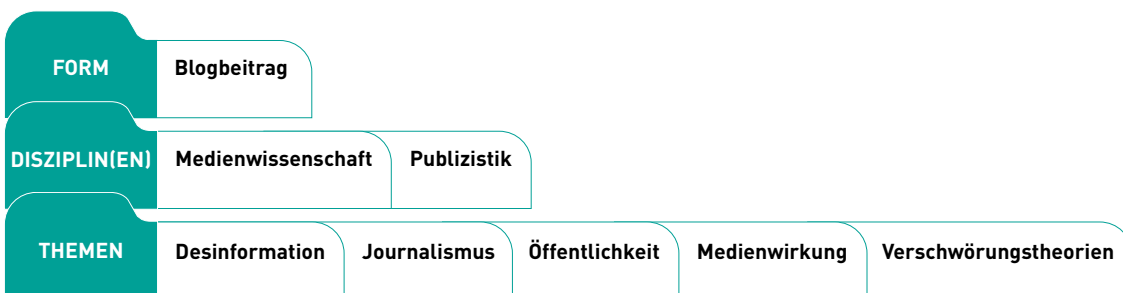 FORM Blogbeitrag
DISZIPLIN(EN) Medienwissenschaft Publizistik
THEMEN Desinformation Journalismus Öffentlichkeit Medienwirkung Verschwörungstheorien